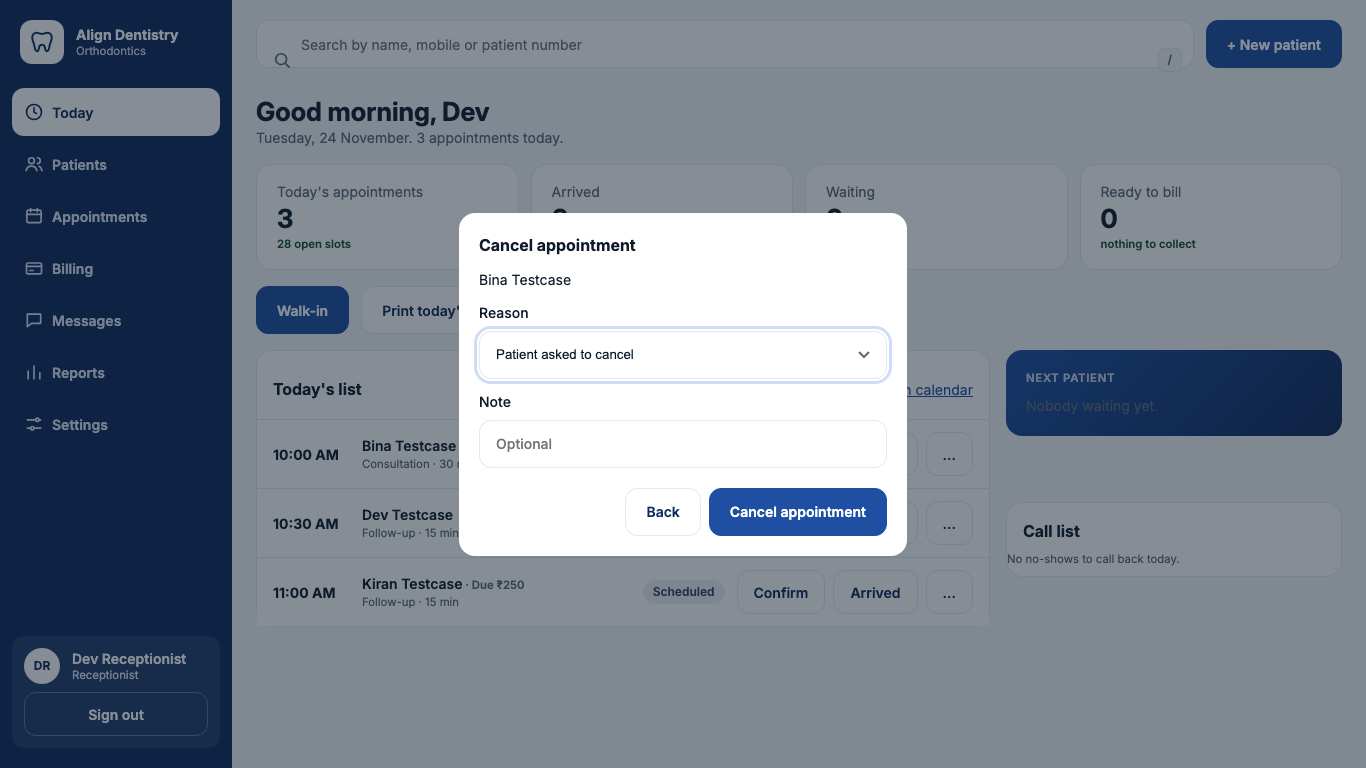 Align Dentistry
Orthodontics
Today
Patients
Appointments
Billing
Messages
Reports
Settings
DR
Dev Receptionist
Receptionist
Sign out
Search by name, mobile or patient number
/
+ New patient
Good morning, Dev
Tuesday, 24 November. 3 appointments today.
Today's appointments
3
28 open slots
Arrived
Waiting
Ready to bill
0
nothing to collect
Walk-in
Print today'
Today's list
calendar
10:00 AM
Bina Testcase
Consultation · 30
...
10:30 AM
Dev Testcase
Follow-up · 15 min
...
11:00 AM
Kiran Testcase · Due ₹250
Follow-up · 15 min
Scheduled
Confirm
Arrived
...
NEXT PATIENT
Nobody waiting yet.
Call list
No no-shows to call back today.
Cancel appointment
Bina Testcase
Reason
Patient asked to cancel
Note
Optional
Back
Cancel appointment